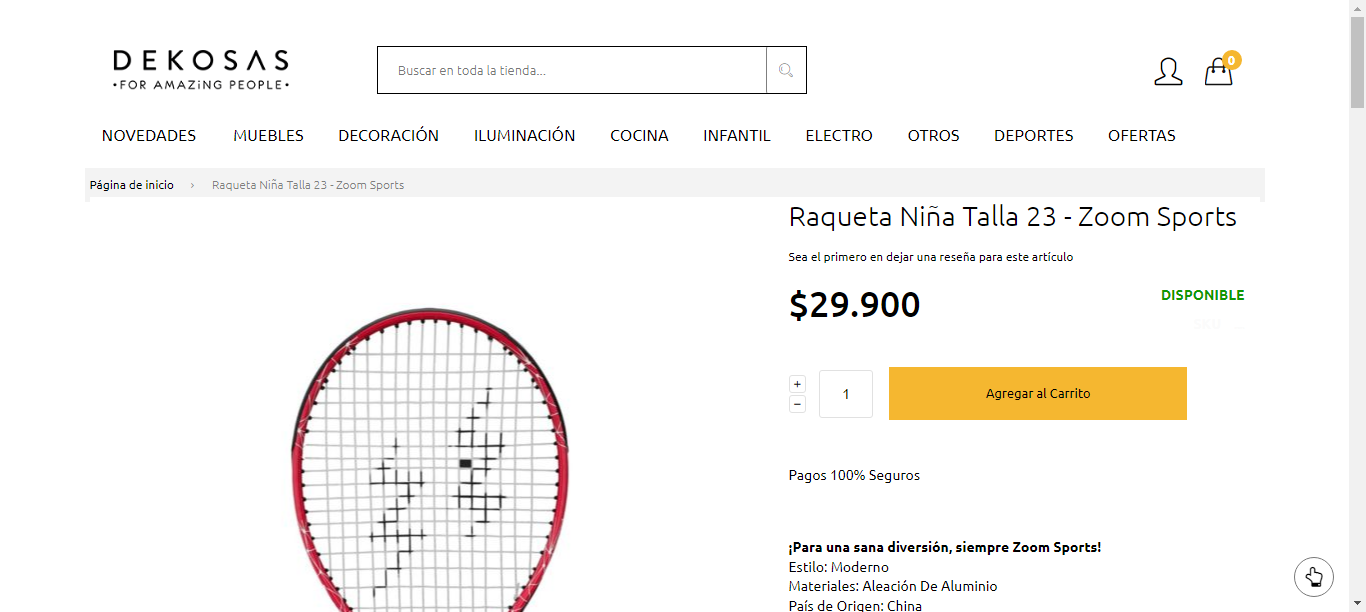 DEKOSAS
•FOR AMAZiNG PEOPLE•
Buscar en toda la tienda...
0
NOVEDADES MUEBLES DECORACIÓN ILUMINACIÓN COCINA INFANTIL ELECTRO OTROS DEPORTES OFERTAS
Página de inicio › Raqueta Niña Talla 23 - Zoom Sports
Raqueta Niña Talla 23 - Zoom Sports
Sea el primero en dejar una reseña para este artículo
$29.900
DISPONIBLE
+
−
1
Agregar al Carrito
Pagos 100% Seguros
¡Para una sana diversión, siempre Zoom Sports!
Estilo: Moderno
Materiales: Aleación De Aluminio
País de Origen: China